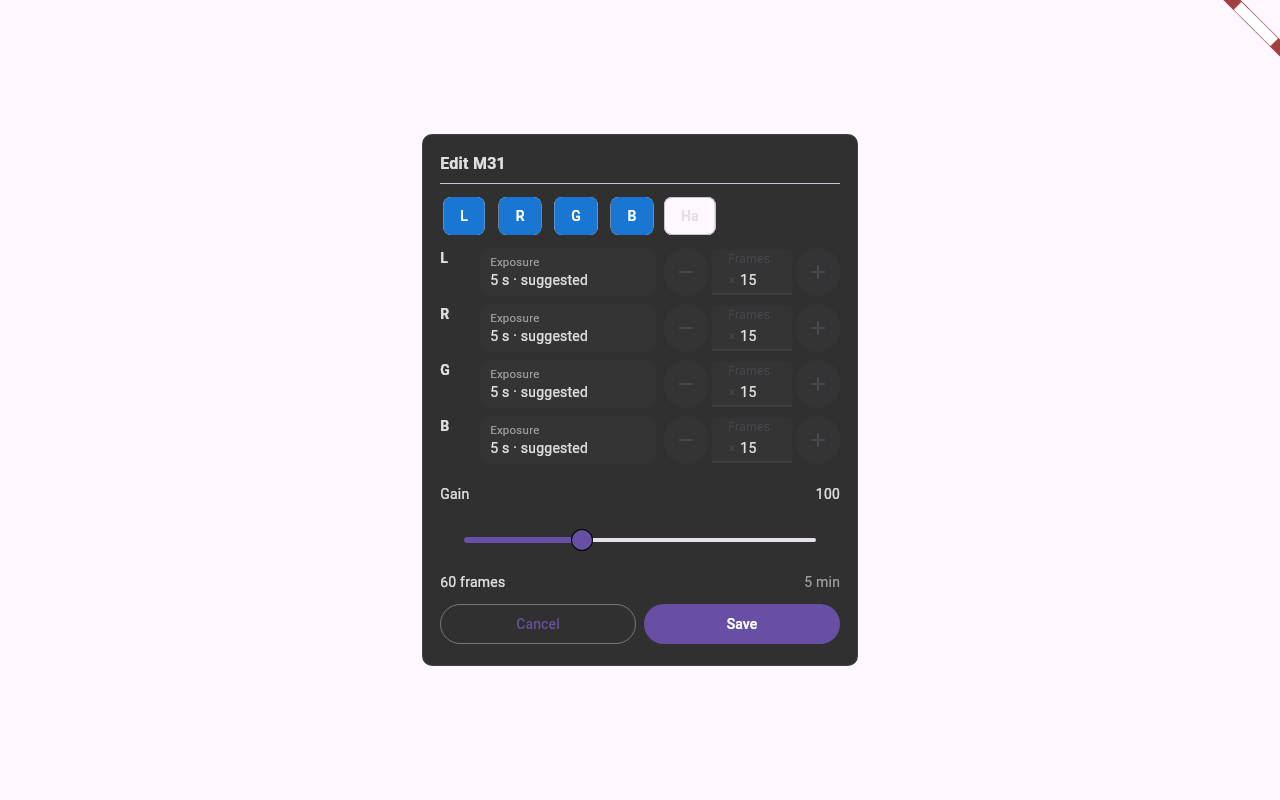 Edit M31
L R G B Ha
L Exposure Frames
5 s · suggested − × 15 +
R Exposure Frames
5 s · suggested − × 15 +
G Exposure Frames
5 s · suggested − × 15 +
B Exposure Frames
5 s · suggested − × 15 +
Gain 100
60 frames 5 min
Cancel Save